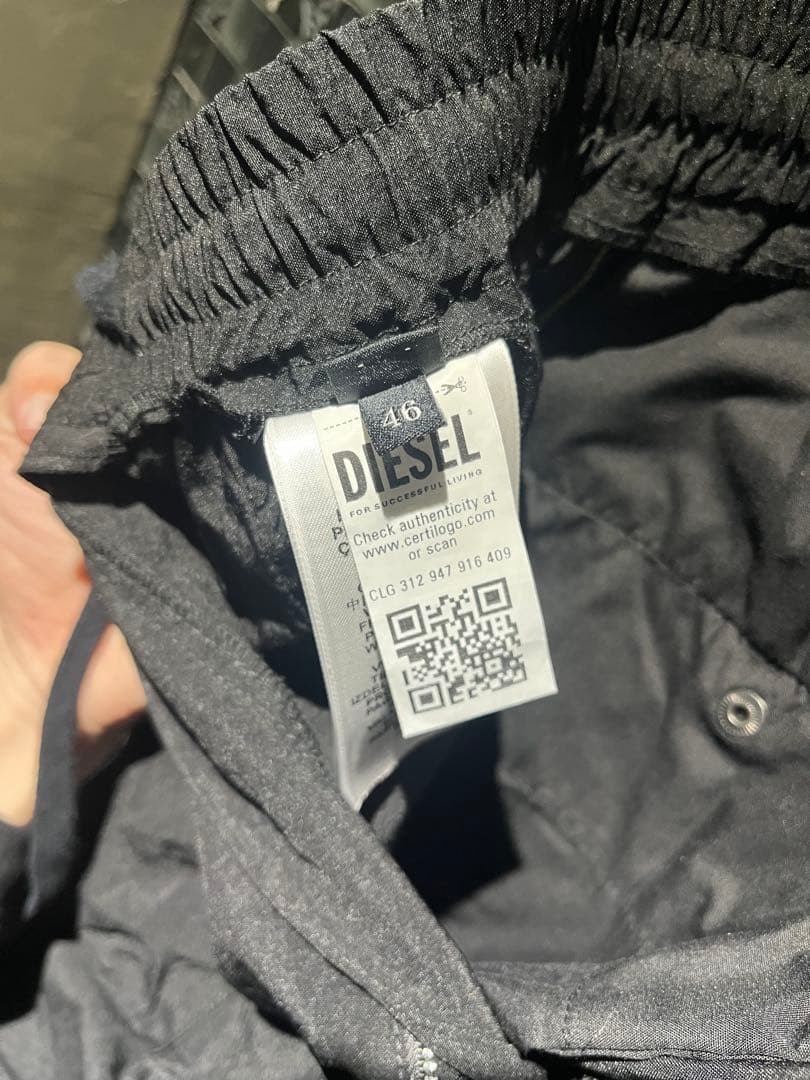 46
DIESEL
FOR SUCCESSFUL LIVING
Check authenticity at
www.certilogo.com
or scan
CLG 312 947 916 409